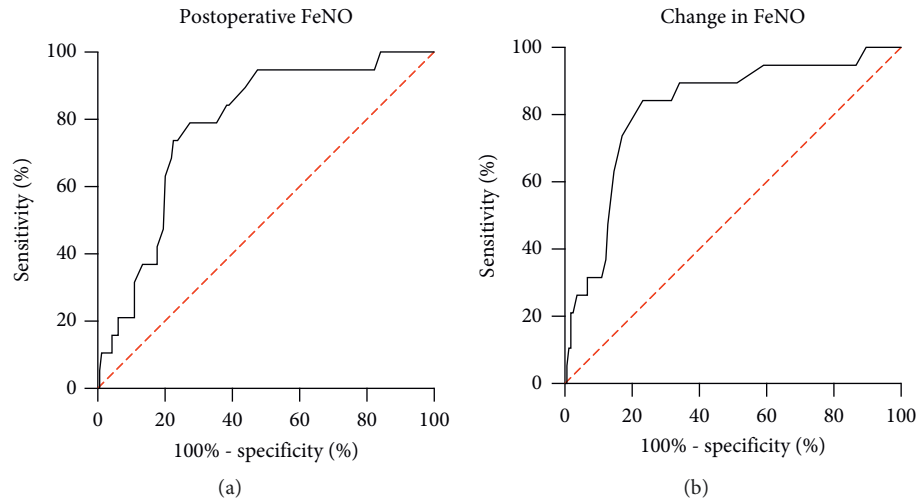 Postoperative FeNO
100
80
60
40
20
0
Sensitivity (%)
0 20 40 60 80 100
100% - specificity (%)
(a)
Change in FeNO
100
80
60
40
20
0
Sensitivity (%)
0 20 40 60 80 100
100% - specificity (%)
(b)